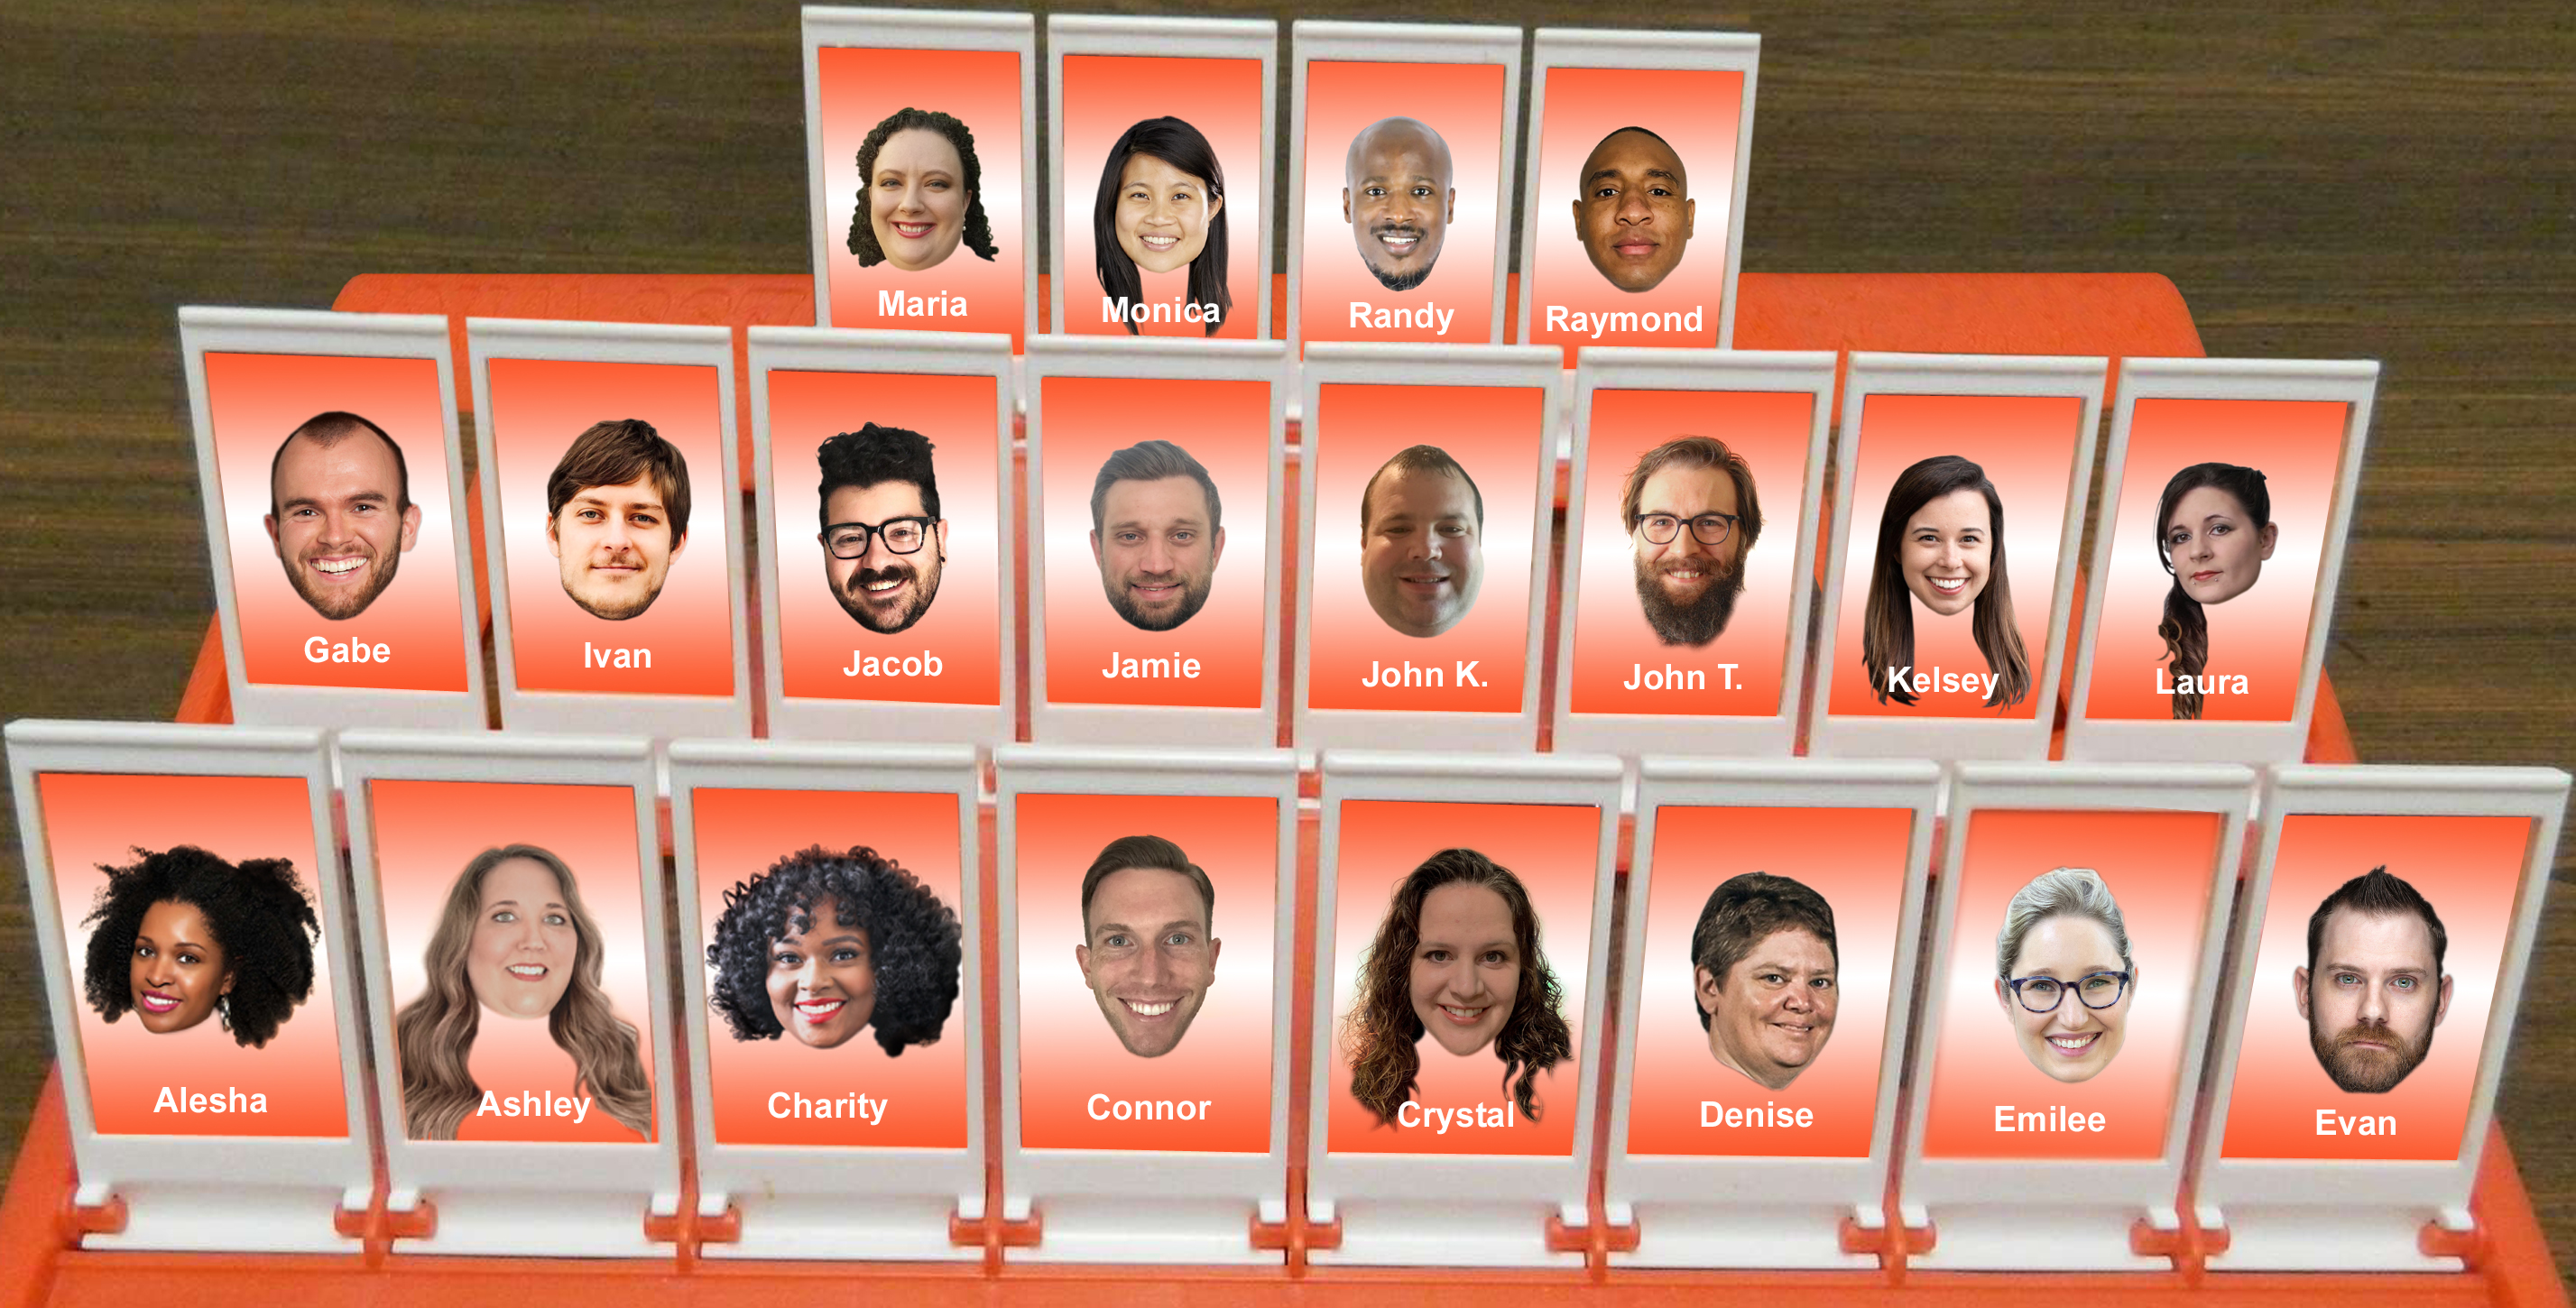 Maria
Monica
Randy
Raymond
Gabe
Ivan
Jacob
Jamie
John K.
John T.
Kelsey
Laura
Alesha
Ashley
Charity
Connor
Crystal
Denise
Emilee
Evan